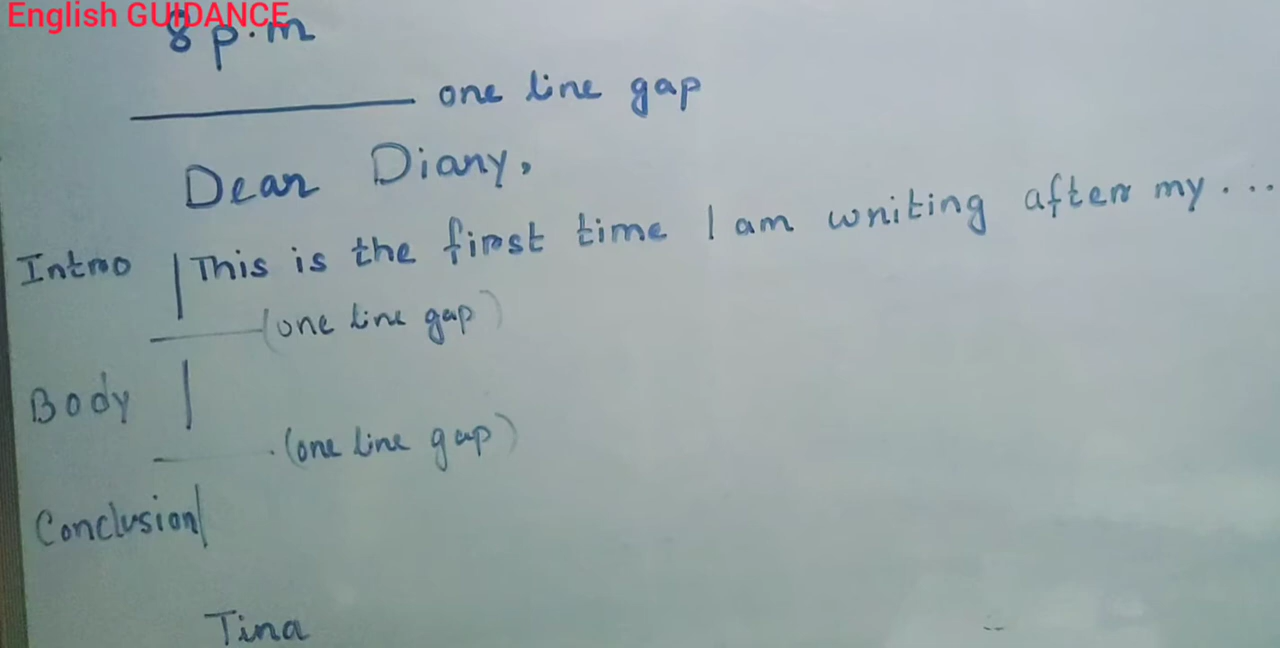 English GUIDANCE
8 p.m
one line gap
Dear Diary,
Intro | This is the first time I am writing after my....
(one line gap)
Body |
(one line gap)
Conclusion |
Tina